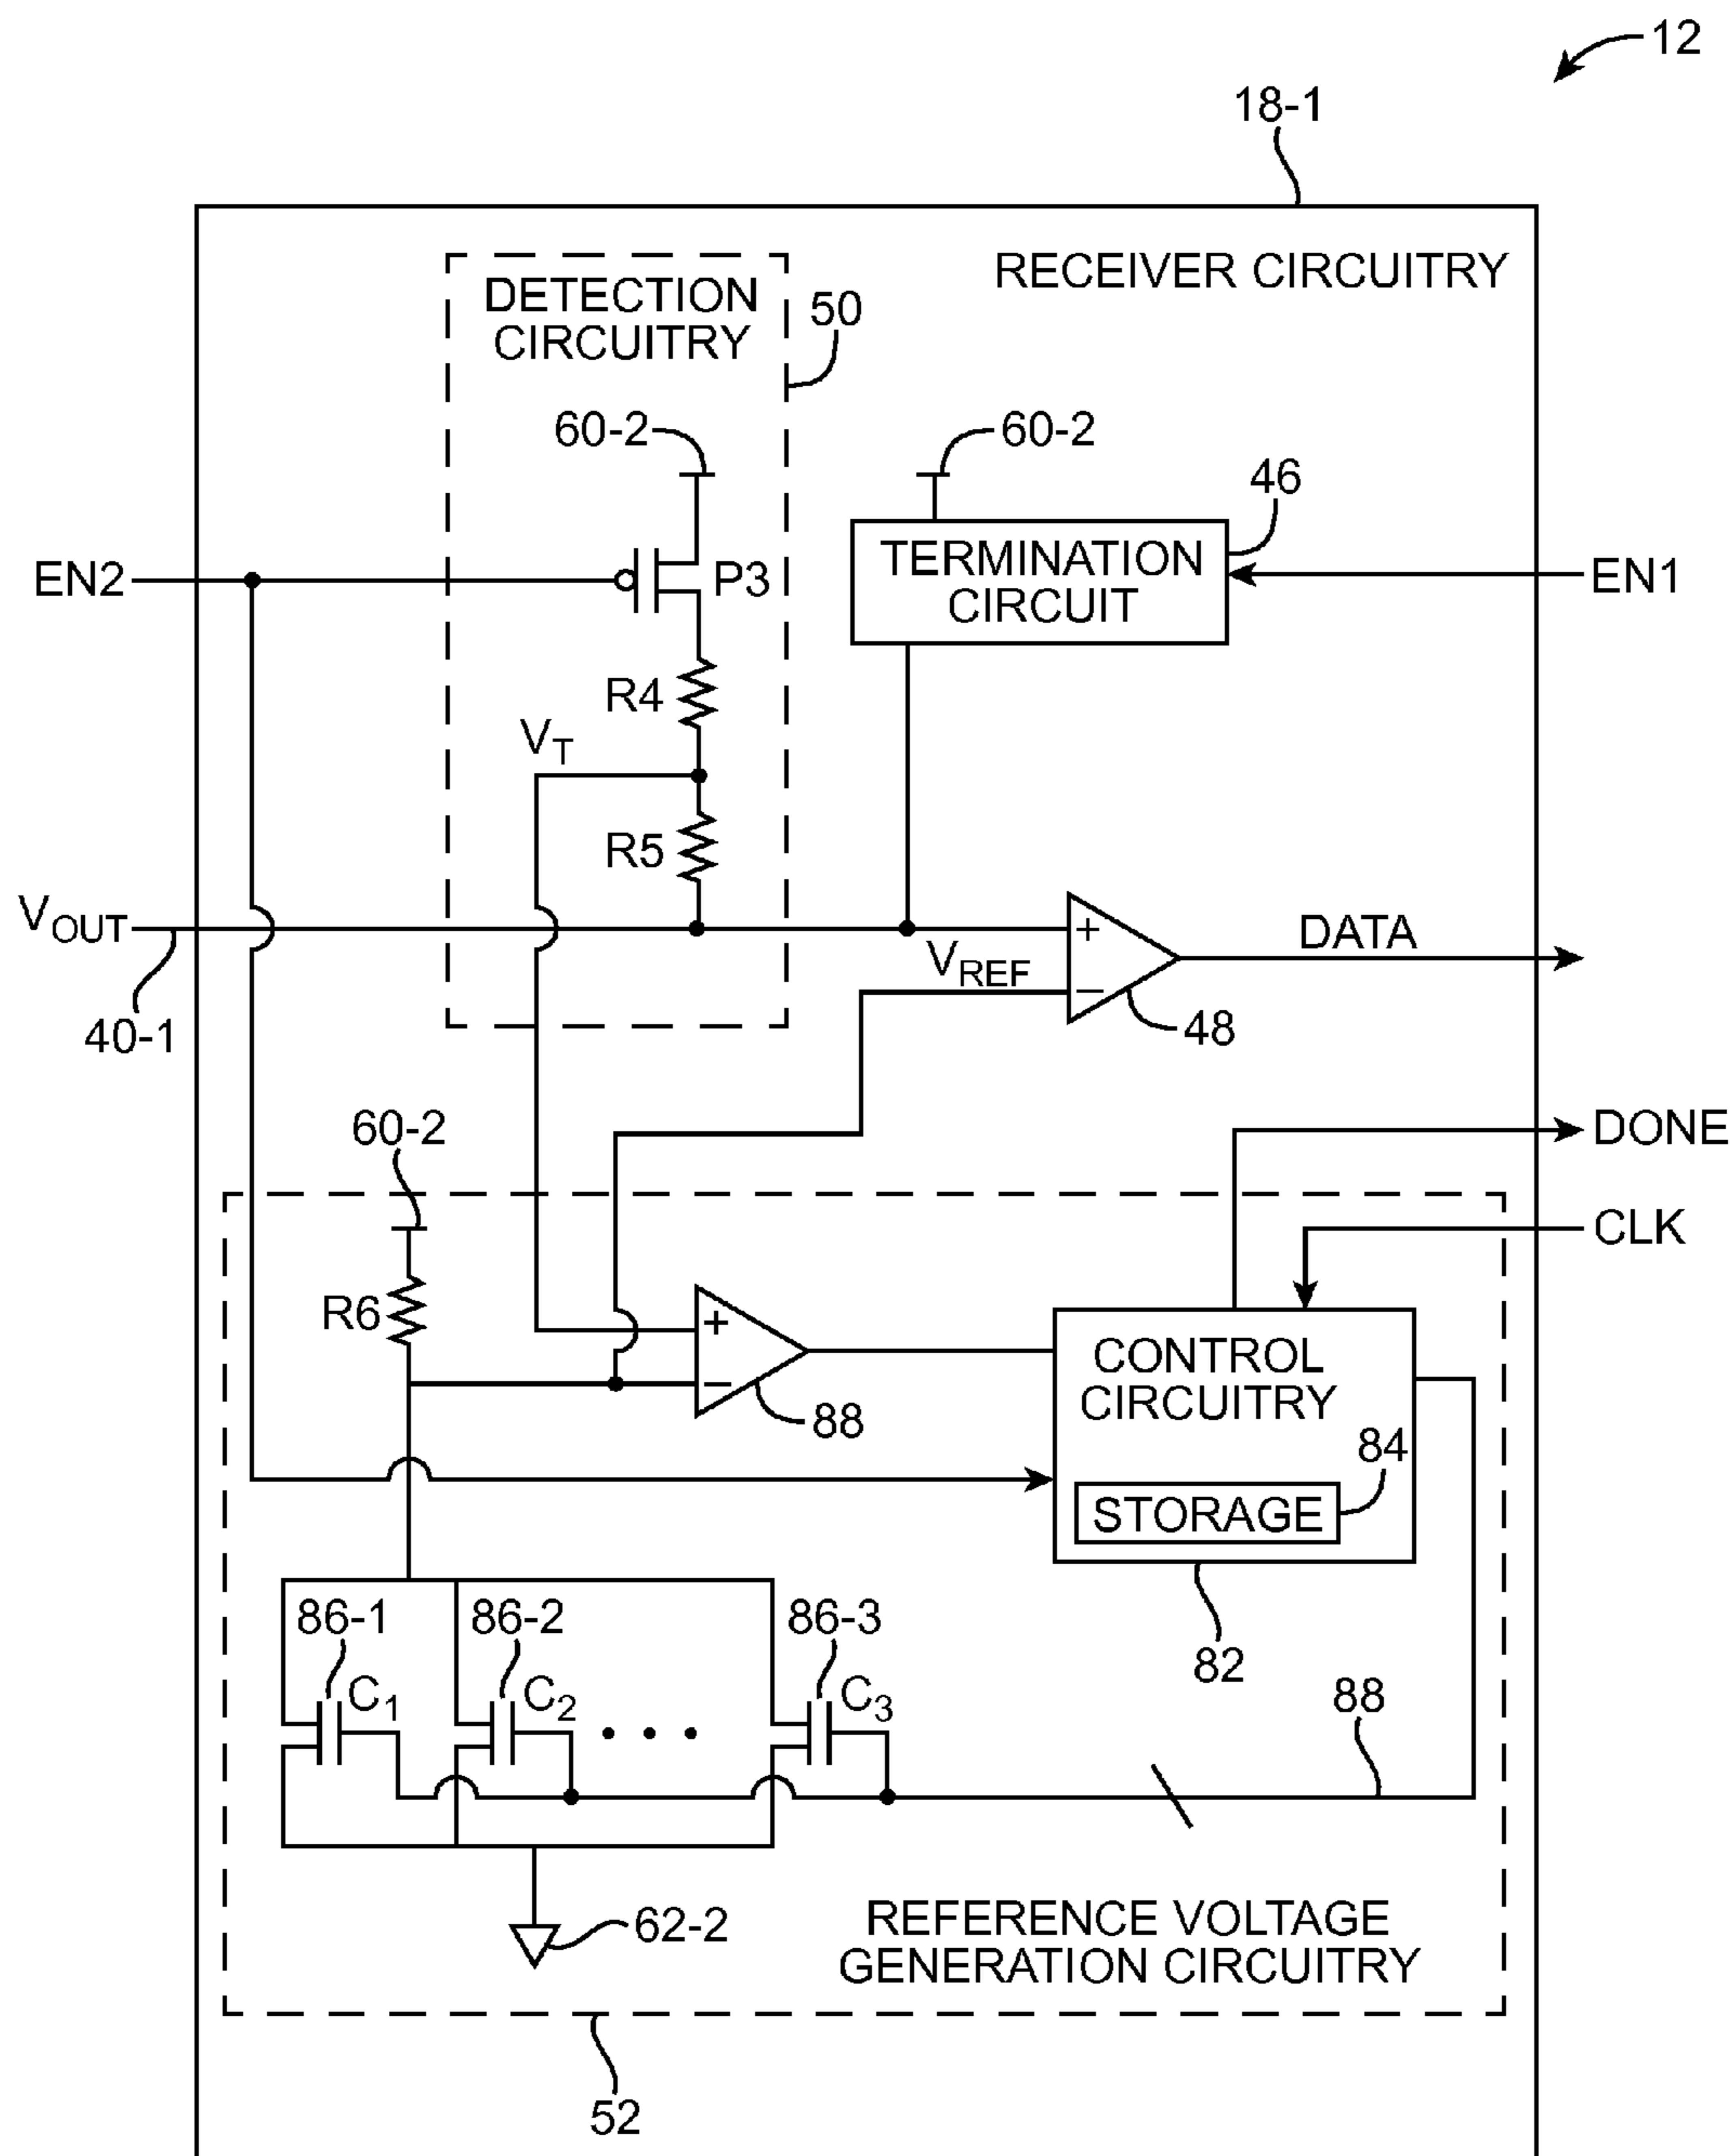 12
18-1
RECEIVER CIRCUITRY
DETECTION
CIRCUITRY
50
60-2
60-2
46
EN2
P3
TERMINATION
CIRCUIT
EN1
R4
VT
R5
VOUT
VREF
DATA
40-1
48
60-2
DONE
CLK
R6
CONTROL
CIRCUITRY
88
84
STORAGE
86-1
86-2
86-3
82
C1
C2
C3
88
62-2
REFERENCE VOLTAGE
GENERATION CIRCUITRY
52